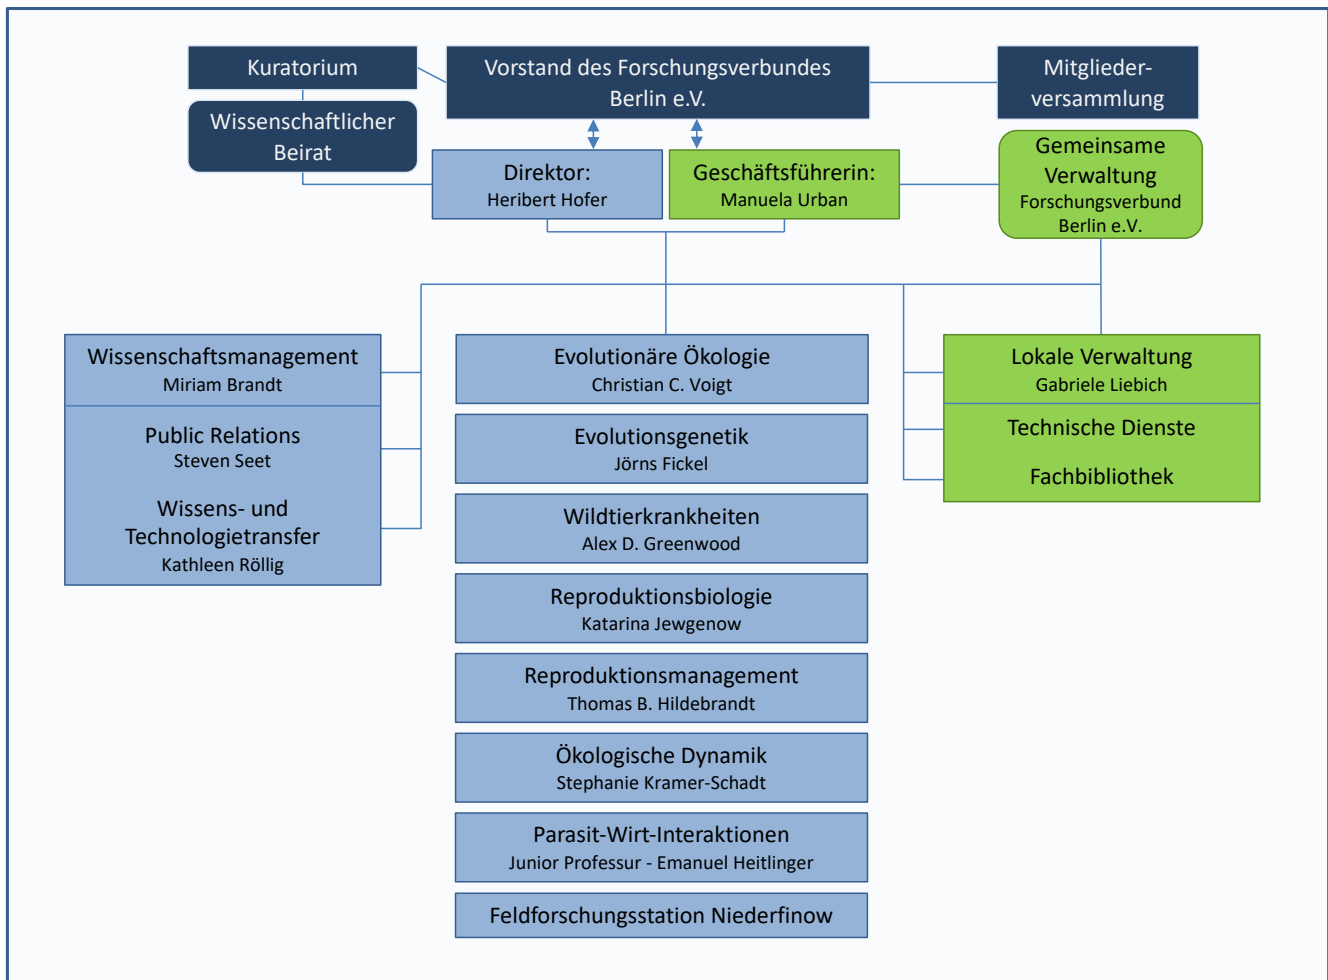 Kuratorium
Vorstand des Forschungsverbundes
Berlin e.V.
Mitglieder-
versammlung
Wissenschaftlicher
Beirat
Direktor:
Heribert Hofer
Geschäftsführerin:
Manuela Urban
Gemeinsame
Verwaltung
Forschungsverbund
Berlin e.V.
Wissenschaftsmanagement
Miriam Brandt
Public Relations
Steven Seet
Wissens- und
Technologietransfer
Kathleen Röllig
Evolutionäre Ökologie
Christian C. Voigt
Evolutionsgenetik
Jörns Fickel
Wildtierkrankheiten
Alex D. Greenwood
Reproduktionsbiologie
Katarina Jewgenow
Reproduktionsmanagement
Thomas B. Hildebrandt
Ökologische Dynamik
Stephanie Kramer-Schadt
Parasit-Wirt-Interaktionen
Junior Professur - Emanuel Heitlinger
Feldforschungsstation Niederfinow
Lokale Verwaltung
Gabriele Liebich
Technische Dienste
Fachbibliothek